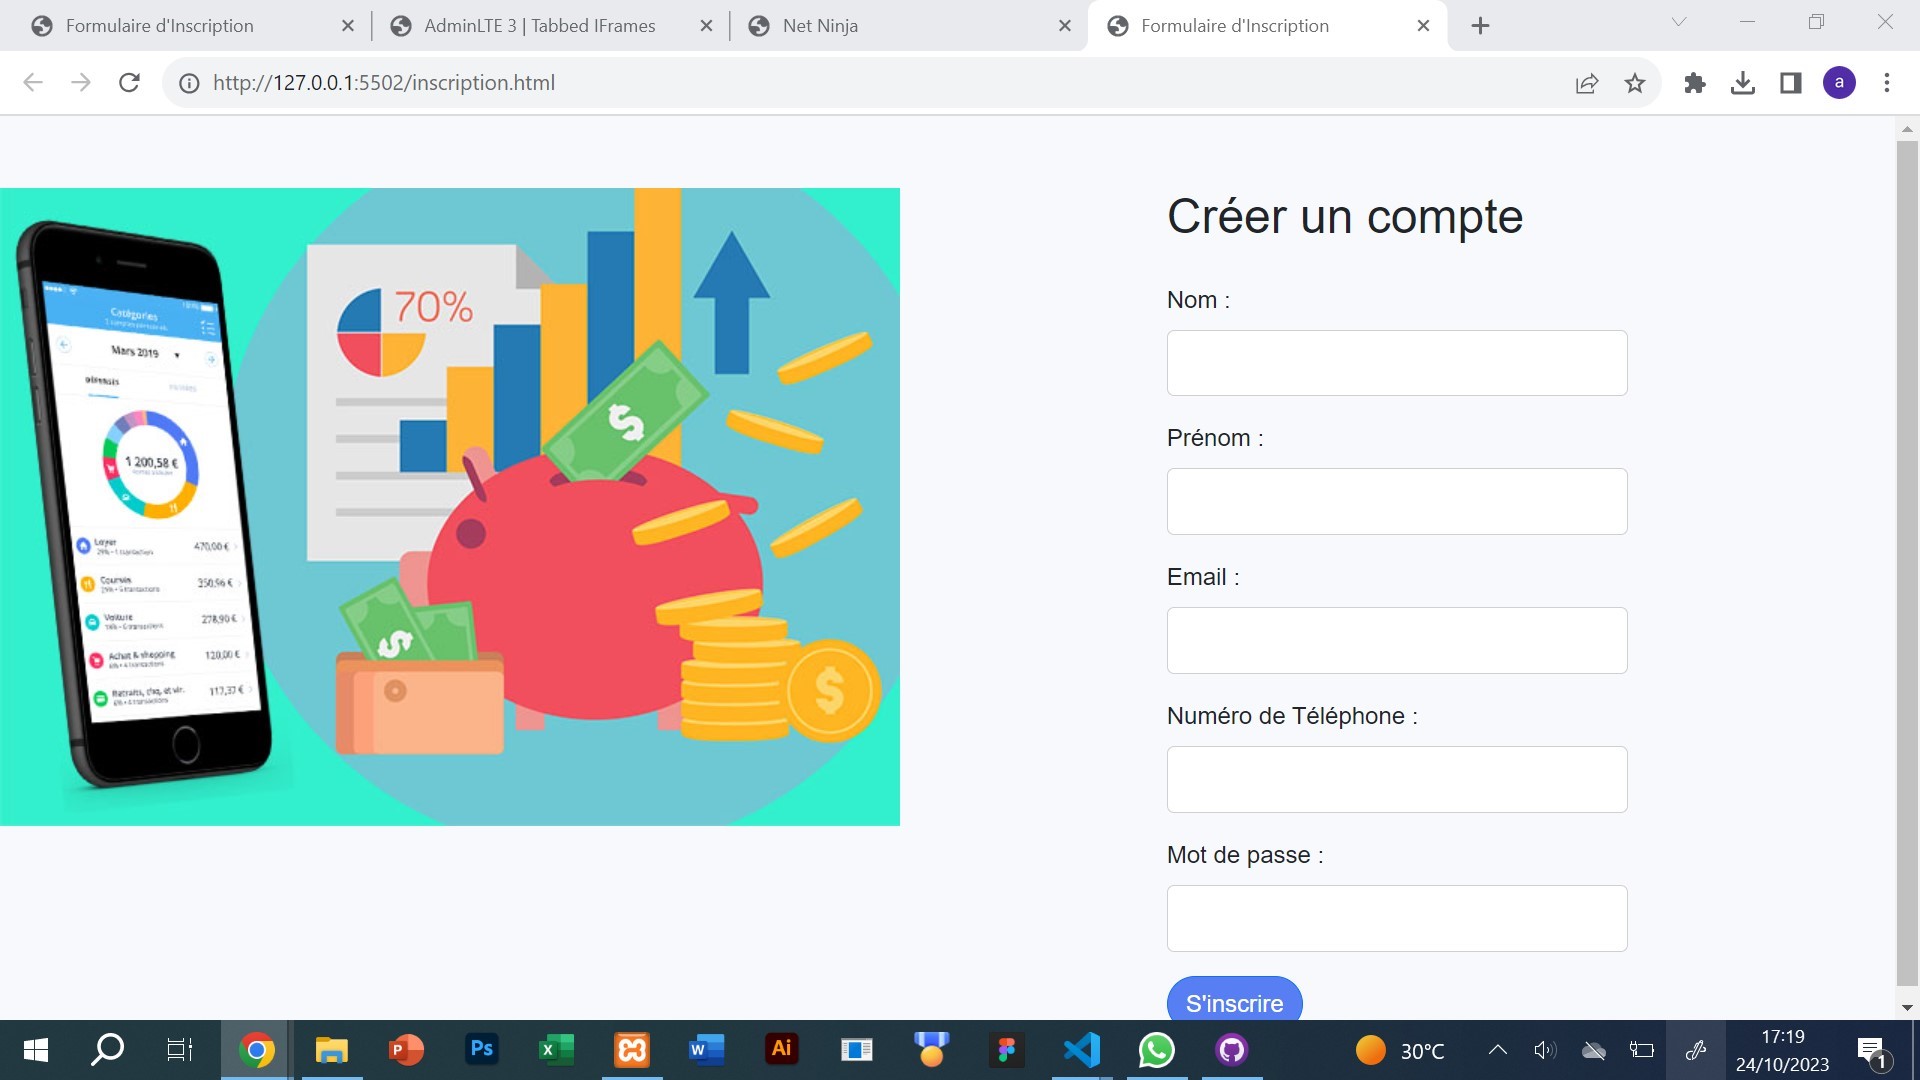 Formulaire d'Inscription
AdminLTE 3 | Tabbed IFrames
Net Ninja
Formulaire d'Inscription
http://127.0.0.1:5502/inscription.html
a
Catégories
Mars 2019
DÉPENSES
1 200,58 €
Loyer
470,00 €
Courses
350,96 €
Voiture
278,90 €
Achat & shopping
120,00 €
Retraits, chq. et vir.
117,37 €
70%
$
$
$
Créer un compte
Nom :
Prénom :
Email :
Numéro de Téléphone :
Mot de passe :
S'inscrire
P
Ps
X
W
Ai
30°C
17:19
24/10/2023
1